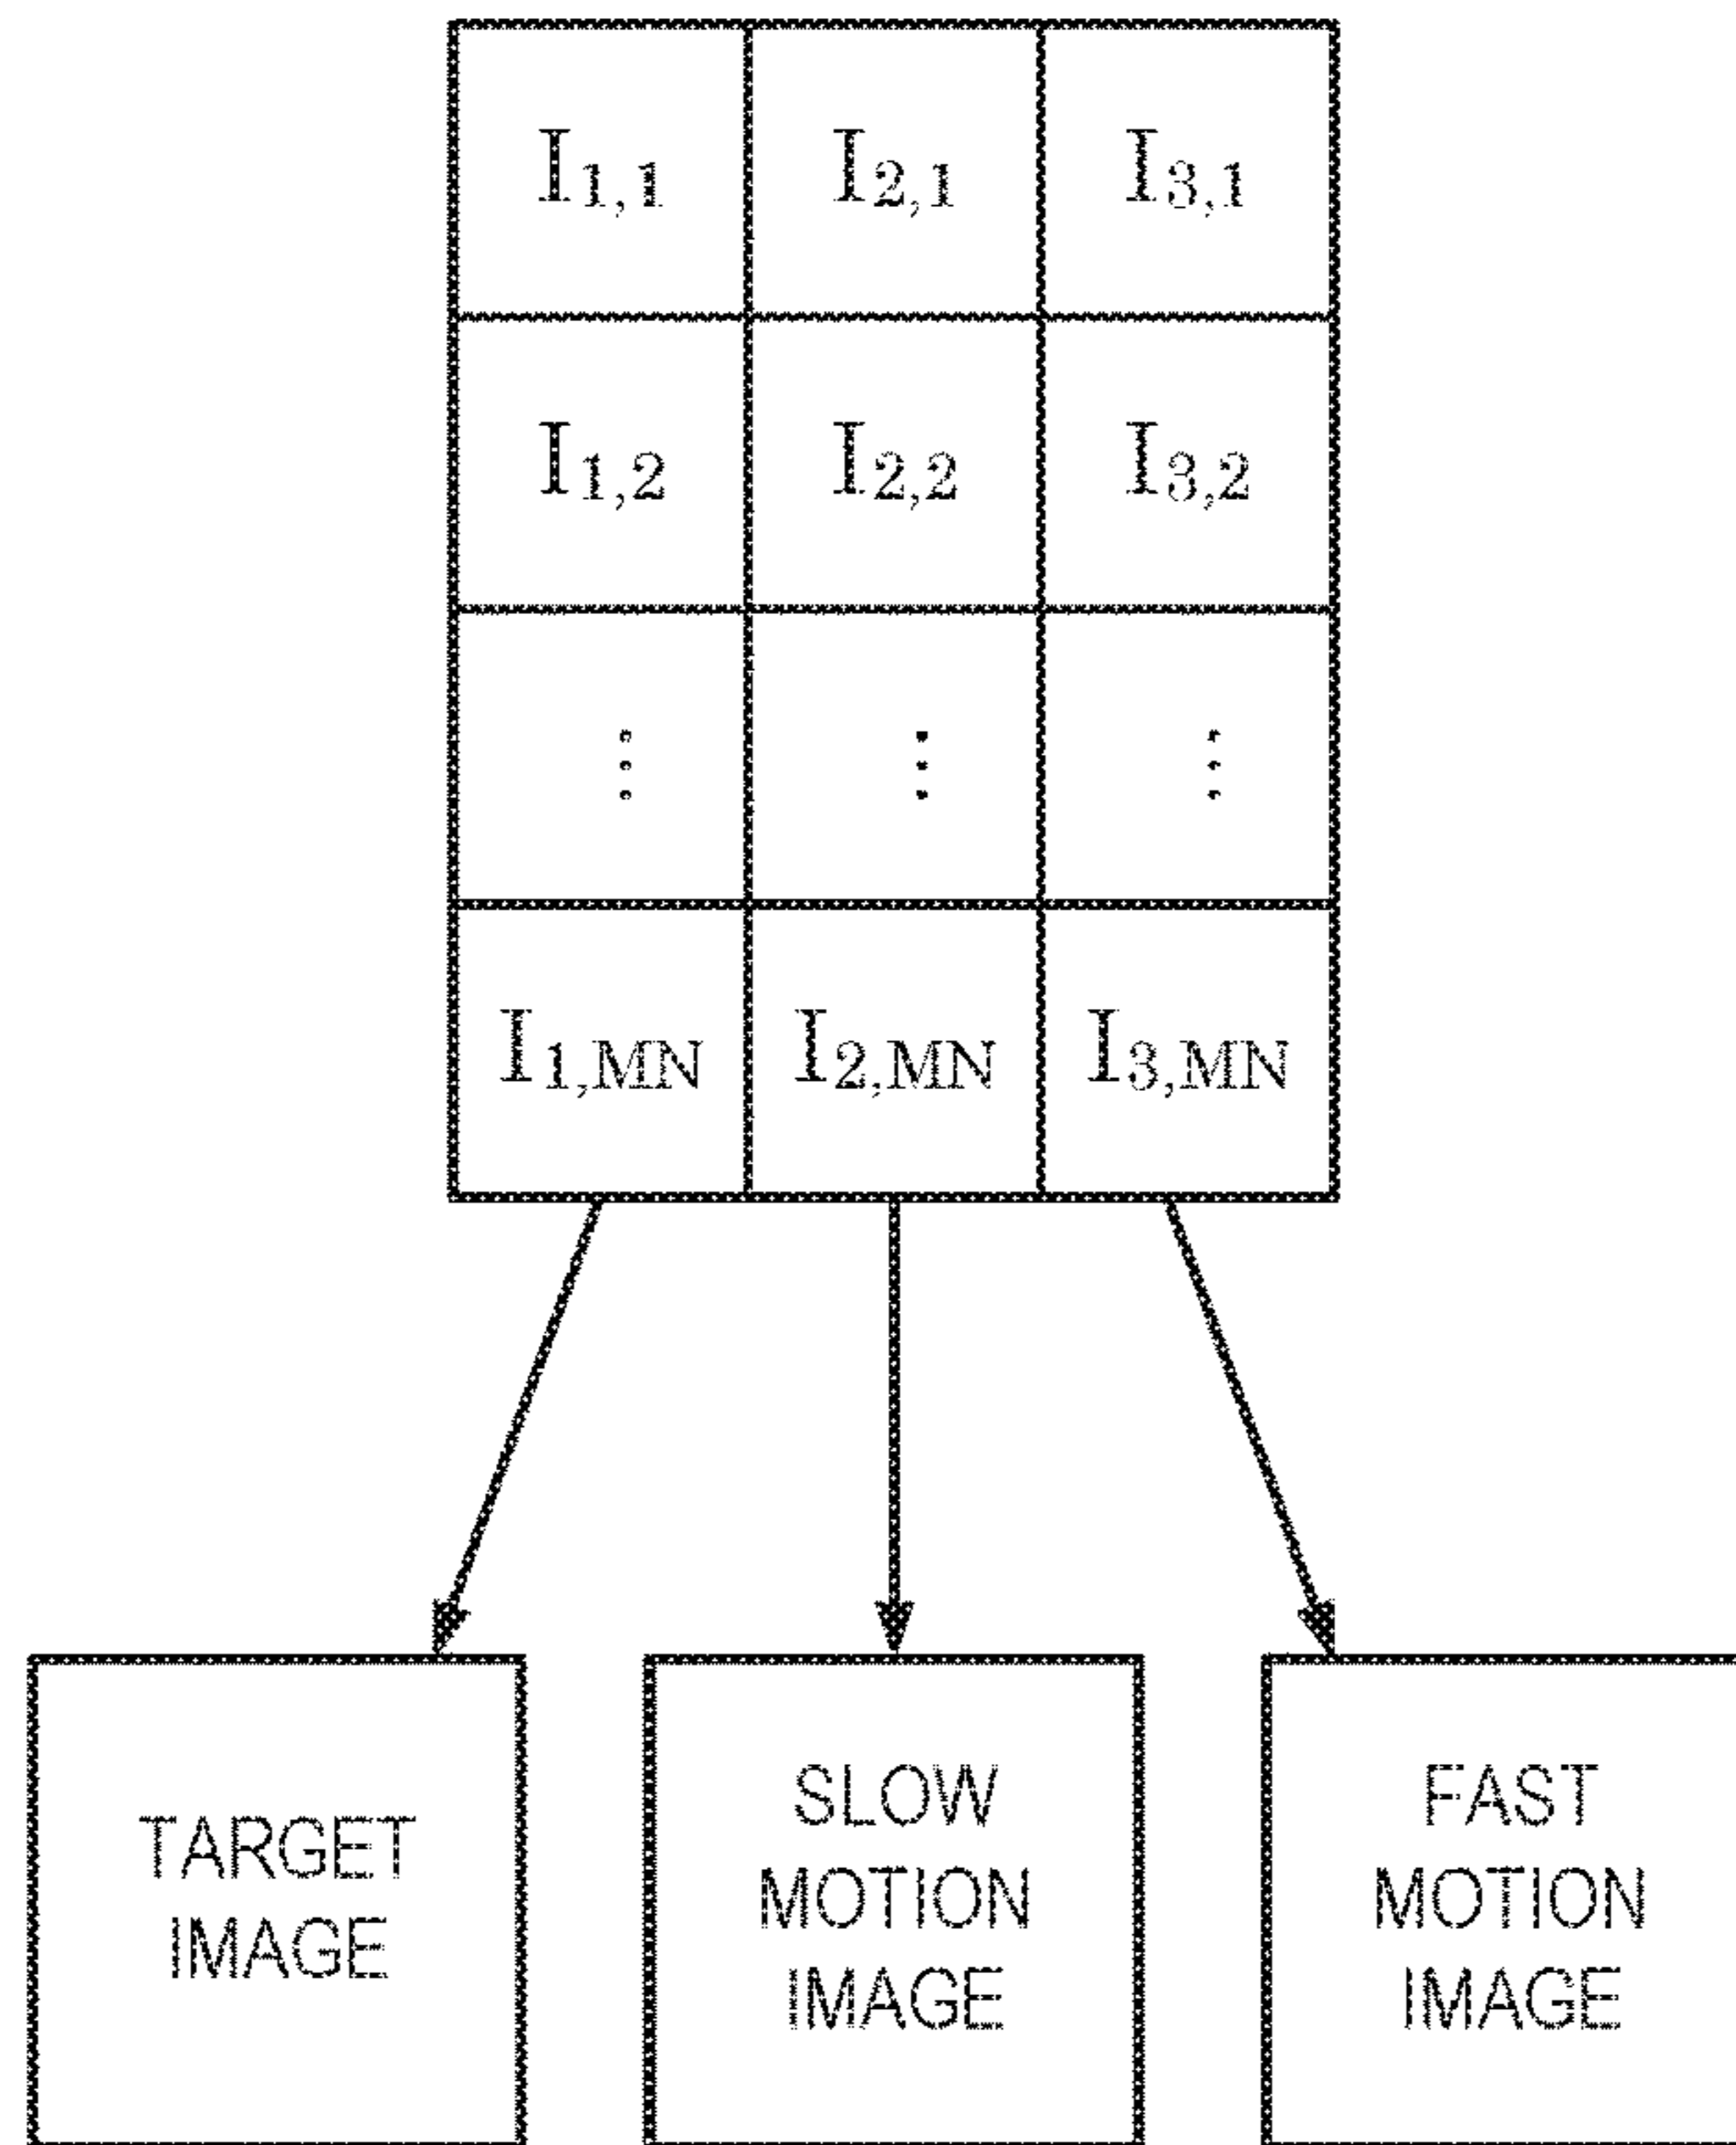 I1,1 I2,1 I3,1
I1,2 I2,2 I3,2
⋮ ⋮ ⋮
I1,MN I2,MN I3,MN
TARGET
IMAGE
SLOW
MOTION
IMAGE
FAST
MOTION
IMAGE